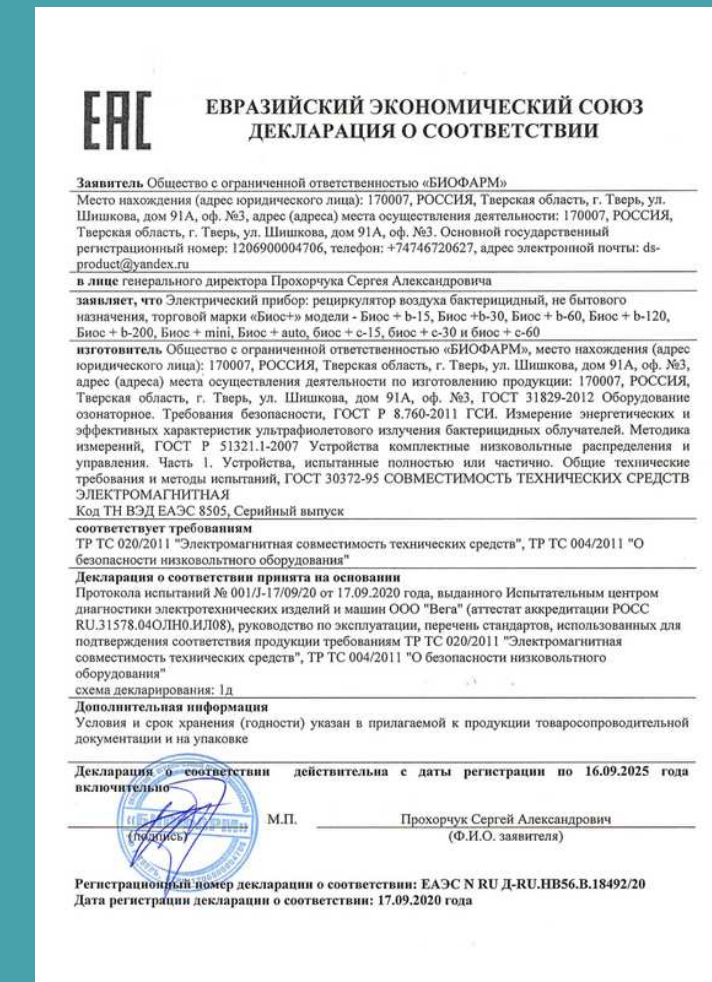 ЕАС
ЕВРАЗИЙСКИЙ ЭКОНОМИЧЕСКИЙ СОЮЗ
ДЕКЛАРАЦИЯ О СООТВЕТСТВИИ
Заявитель Общество с ограниченной ответственностью «БИОФАРМ»
Место нахождения (адрес юридического лица): 170007, РОССИЯ, Тверская область, г. Тверь, ул.
Шишкова, дом 91А, оф. №3, адрес (адреса) места осуществления деятельности: 170007, РОССИЯ,
Тверская область, г. Тверь, ул. Шишкова, дом 91А, оф. №3. Основной государственный
регистрационный номер: 1206900004706, телефон: +74746720627, адрес электронной почты: ds-
product@yandex.ru
в лице генерального директора Прохорчука Сергея Александровича
заявляет, что Электрический прибор: рециркулятор воздуха бактерицидный, не бытового
назначения, торговой марки «Биос+» модели - Биос + b-15, Биос +b-30, Биос + b-60, Биос + b-120,
Биос + b-200, Биос + mini, Биос + auto, биос + с-15, биос + с-30 и биос + с-60
изготовитель Общество с ограниченной ответственностью «БИОФАРМ», место нахождения (адрес
юридического лица): 170007, РОССИЯ, Тверская область, г. Тверь, ул. Шишкова, дом 91А, оф. №3,
адрес (адреса) места осуществления деятельности по изготовлению продукции: 170007, РОССИЯ,
Тверская область, г. Тверь, ул. Шишкова, дом 91А, оф. №3, ГОСТ 31829-2012 Оборудование
озонаторное. Требования безопасности, ГОСТ Р 8.760-2011 ГСИ. Измерение энергетических и
эффективных характеристик ультрафиолетового излучения бактерицидных облучателей. Методика
измерений, ГОСТ Р 51321.1-2007 Устройства комплектные низковольтные распределения и
управления. Часть 1. Устройства, испытанные полностью или частично. Общие технические
требования и методы испытаний, ГОСТ 30372-95 СОВМЕСТИМОСТЬ ТЕХНИЧЕСКИХ СРЕДСТВ
ЭЛЕКТРОМАГНИТНАЯ
Код ТН ВЭД ЕАЭС 8505, Серийный выпуск
соответствует требованиям
ТР ТС 020/2011 "Электромагнитная совместимость технических средств", ТР ТС 004/2011 "О
безопасности низковольтного оборудования"
Декларация о соответствии принята на основании
Протокола испытаний № 001/J-17/09/20 от 17.09.2020 года, выданного Испытательным центром
диагностики электротехнических изделий и машин ООО "Вега" (аттестат аккредитации РОСС
RU.31578.04ОЛН0.ИЛ08), руководство по эксплуатации, перечень стандартов, использованных для
подтверждения соответствия продукции требованиям ТР ТС 020/2011 "Электромагнитная
совместимость технических средств", ТР ТС 004/2011 "О безопасности низковольтного
оборудования"
схема декларирования: 1д
Дополнительная информация
Условия и срок хранения (годности) указан в прилагаемой к продукции товаросопроводительной
документации и на упаковке
Декларация о соответствии действительна с даты регистрации по 16.09.2025 года
включительно
М.П. Прохорчук Сергей Александрович
(подпись) (Ф.И.О. заявителя)
Регистрационный номер декларации о соответствии: ЕАЭС N RU Д-RU.НВ56.В.18492/20
Дата регистрации декларации о соответствии: 17.09.2020 года